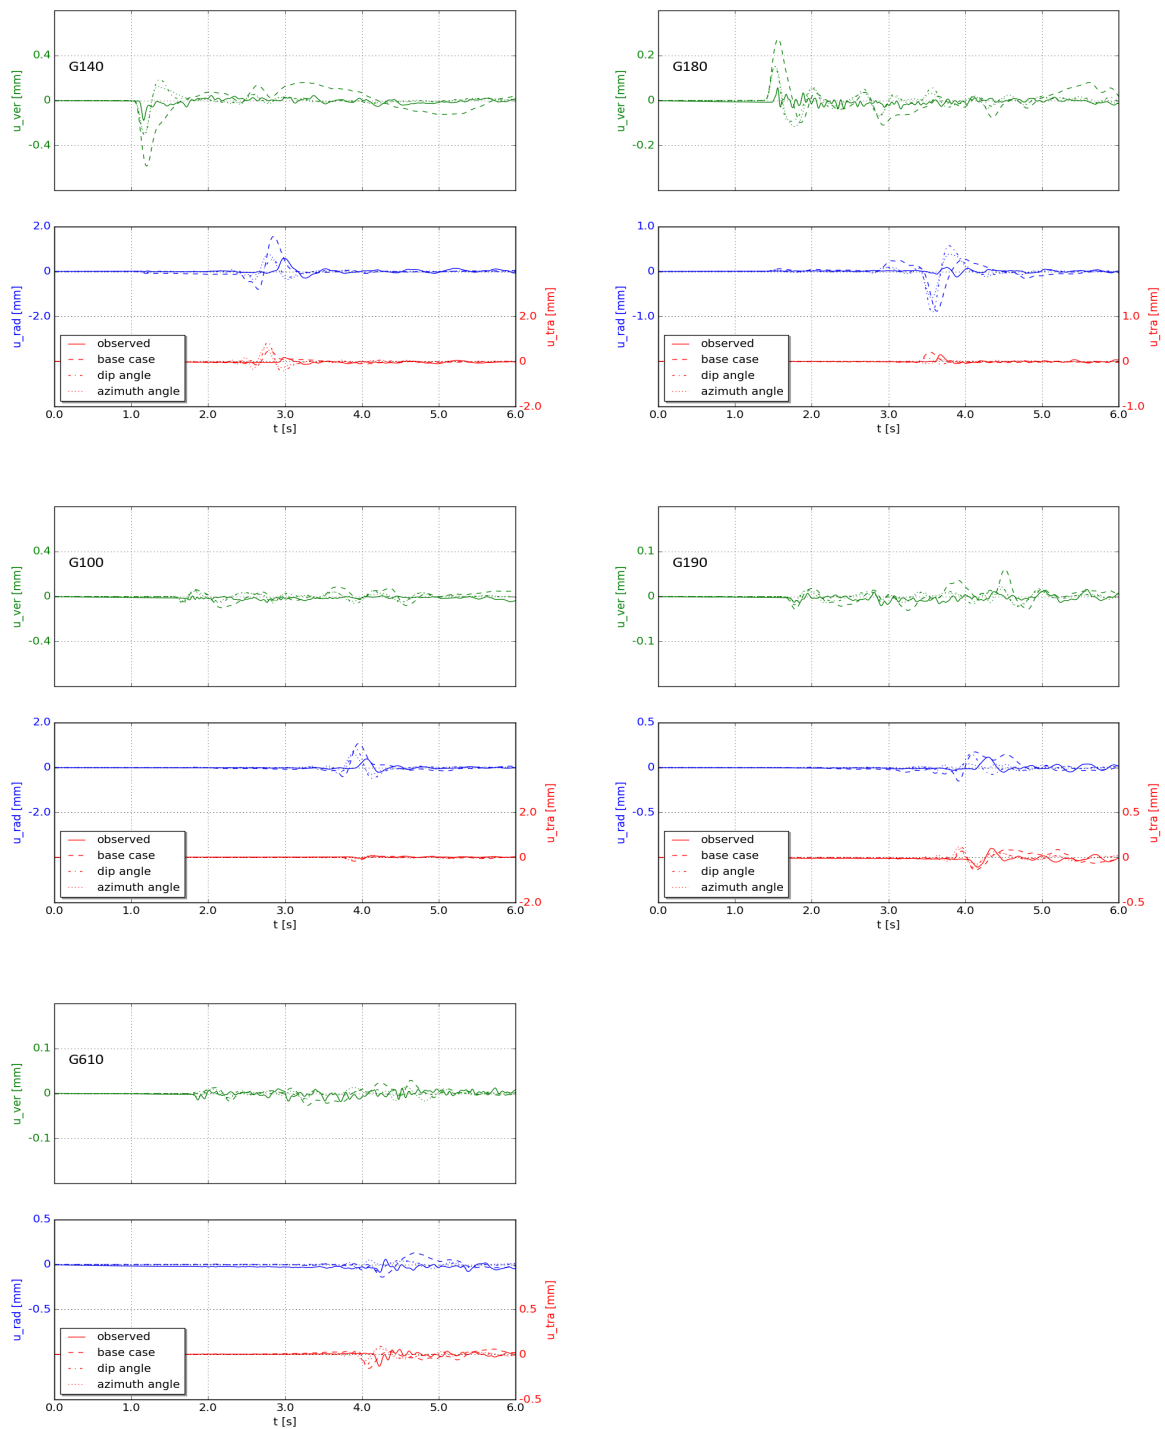 G140
u_ver [mm]
0.4
0
-0.4
u_rad [mm]
2.0
0
-2.0
u_tra [mm]
2.0
0
-2.0
observed
base case
dip angle
azimuth angle
0.0 1.0 2.0 3.0 4.0 5.0 6.0
t [s]
G180
u_ver [mm]
0.2
0
-0.2
u_rad [mm]
1.0
0
-1.0
u_tra [mm]
1.0
0
-1.0
observed
base case
dip angle
azimuth angle
0.0 1.0 2.0 3.0 4.0 5.0 6.0
t [s]
G100
u_ver [mm]
0.4
0
-0.4
u_rad [mm]
2.0
0
-2.0
u_tra [mm]
2.0
0
-2.0
observed
base case
dip angle
azimuth angle
0.0 1.0 2.0 3.0 4.0 5.0 6.0
t [s]
G190
u_ver [mm]
0.1
0
-0.1
u_rad [mm]
0.5
0
-0.5
u_tra [mm]
0.5
0
-0.5
observed
base case
dip angle
azimuth angle
0.0 1.0 2.0 3.0 4.0 5.0 6.0
t [s]
G610
u_ver [mm]
0.1
0
-0.1
u_rad [mm]
0.5
0
-0.5
u_tra [mm]
0.5
0
-0.5
observed
base case
dip angle
azimuth angle
0.0 1.0 2.0 3.0 4.0 5.0 6.0
t [s]